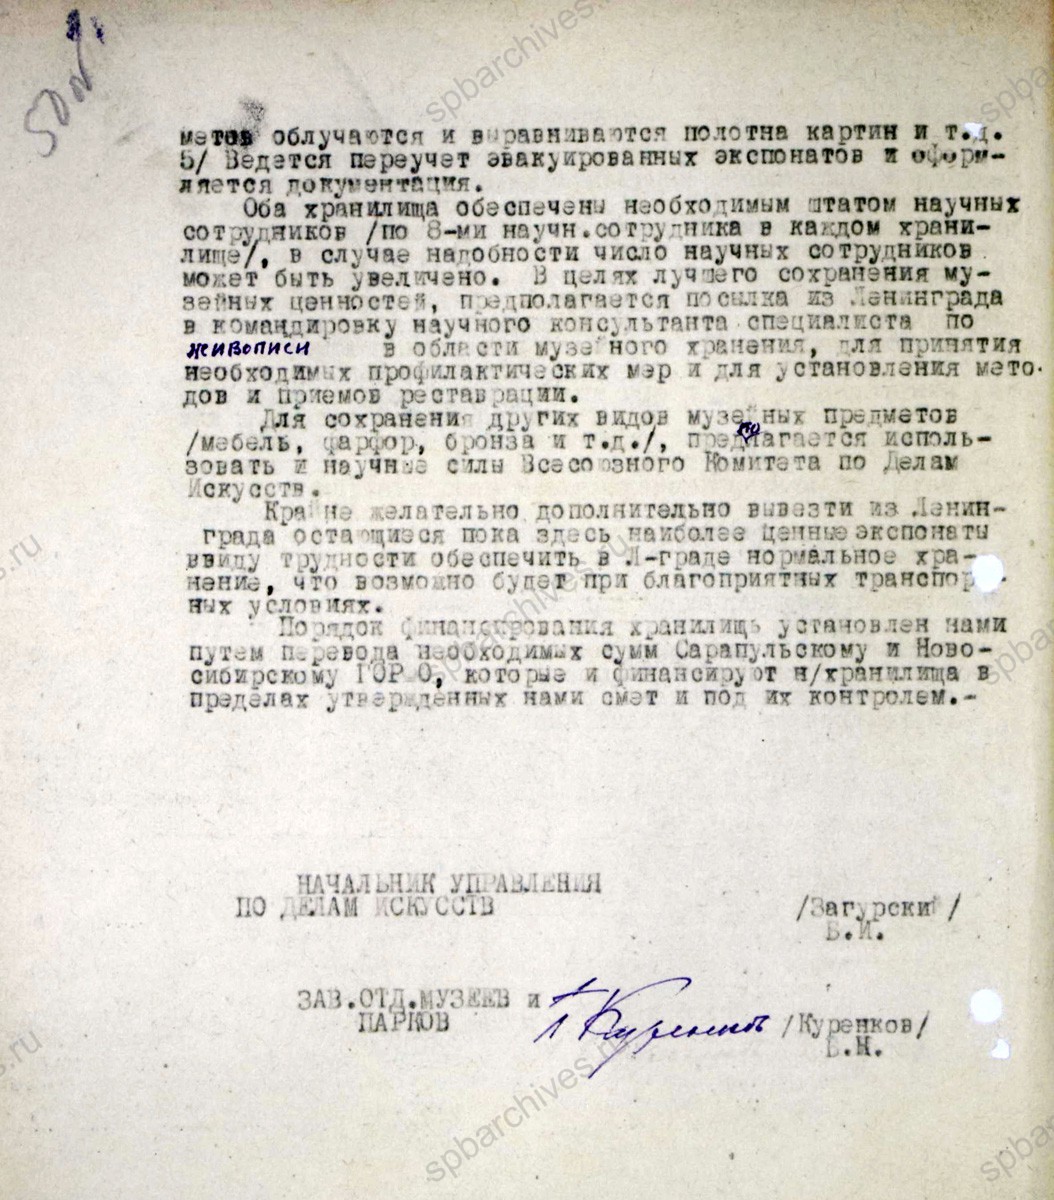 метов облучаются и выравниваются полотна картин и т.д.
5/ Ведется переучет эвакуированных экспонатов и оформ-
ляется документация.
Оба хранилища обеспечены необходимым штатом научных
сотрудников /по 8-ми научн.сотрудника в каждом храни-
лище/, в случае надобности число научных сотрудников
может быть увеличено. В целях лучшего сохранения му-
зейных ценностей, предполагается посылка из Ленинграда
в командировку научного консультанта специалиста по
живописи в области музейного хранения, для принятия
необходимых профилактических мэр и для установления мето-
дов и приемов реставрации.
Для сохранения других видов музейных предметов
/мебель, фарфор, бронза и т.д./, предполагается исполь-
зовать и научные силы Всесоюзного Комитета по Делам
Искусств.
Крайне желательно дополнительно вывезти из Ленин-
града остающиеся пока здесь наиболее ценные экспонаты
ввиду трудности обеспечить в Л-граде нормальное хра-
нение, что возможно будет при благоприятных транспор-
ных условиях.
Порядок финансирования хранилищь установлен нами
путем перевода необходимых сумм Сарапульскому и Ново-
сибирскому которые и финансируют н/хранилища в
пределах утвержденных нами смет и под их контролем.-
НАЧАЛЬНИК УПРАВЛЕНИЯ
ПО ДЕЛАМ ИСКУССТВ /Загурский/
Б.И.
ЗАВ.ОТД.МУЗЕЕВ и
ПАРКОВ Куренков /Куренков/
В.Н.
spbarchives.ru